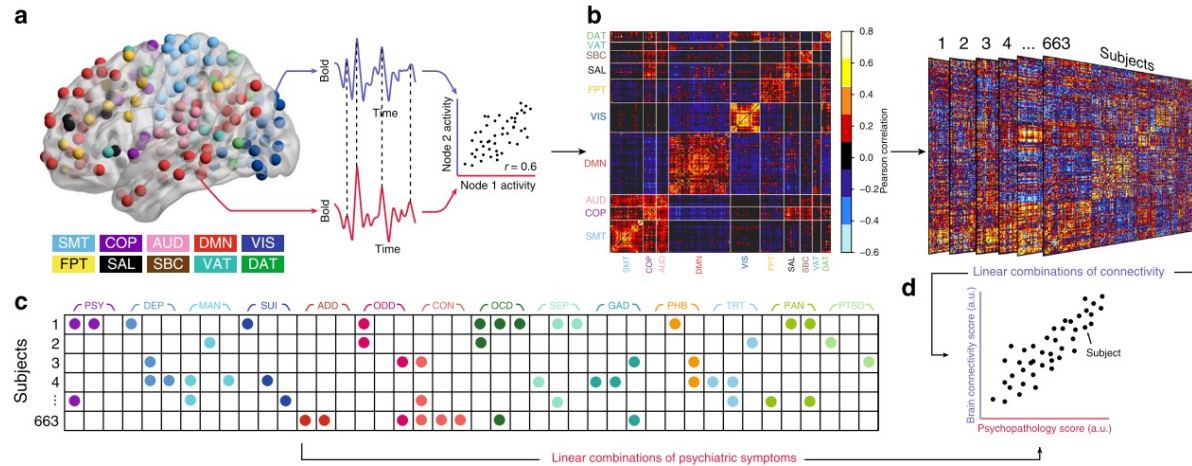 a
Bold
Time
Bold
Time
Node 2 activity
r = 0.6
Node 1 activity
SMT COP AUD DMN VIS
FPT SAL SBC VAT DAT
b
DAT
VAT
SBC
SAL
FPT
VIS
DMN
AUD
COP
SMT
SMT COP AUD DMN VIS FPT SAL SBC VAT DAT
0.8
0.6
0.4
0.2
0.0
−0.2
−0.4
−0.6
Pearson correlation
1 2 3 4 ... 663
Subjects
Linear combinations of connectivity
c
PSY DEP MAN SUI ADD ODD CON OCD SEP GAD PHB TRT PAN PTSD
Subjects
1
2
3
4
⋮
663
Linear combinations of psychiatric symptoms
d
Brain connectivity score (a.u.)
Subject
Psychopathology score (a.u.)